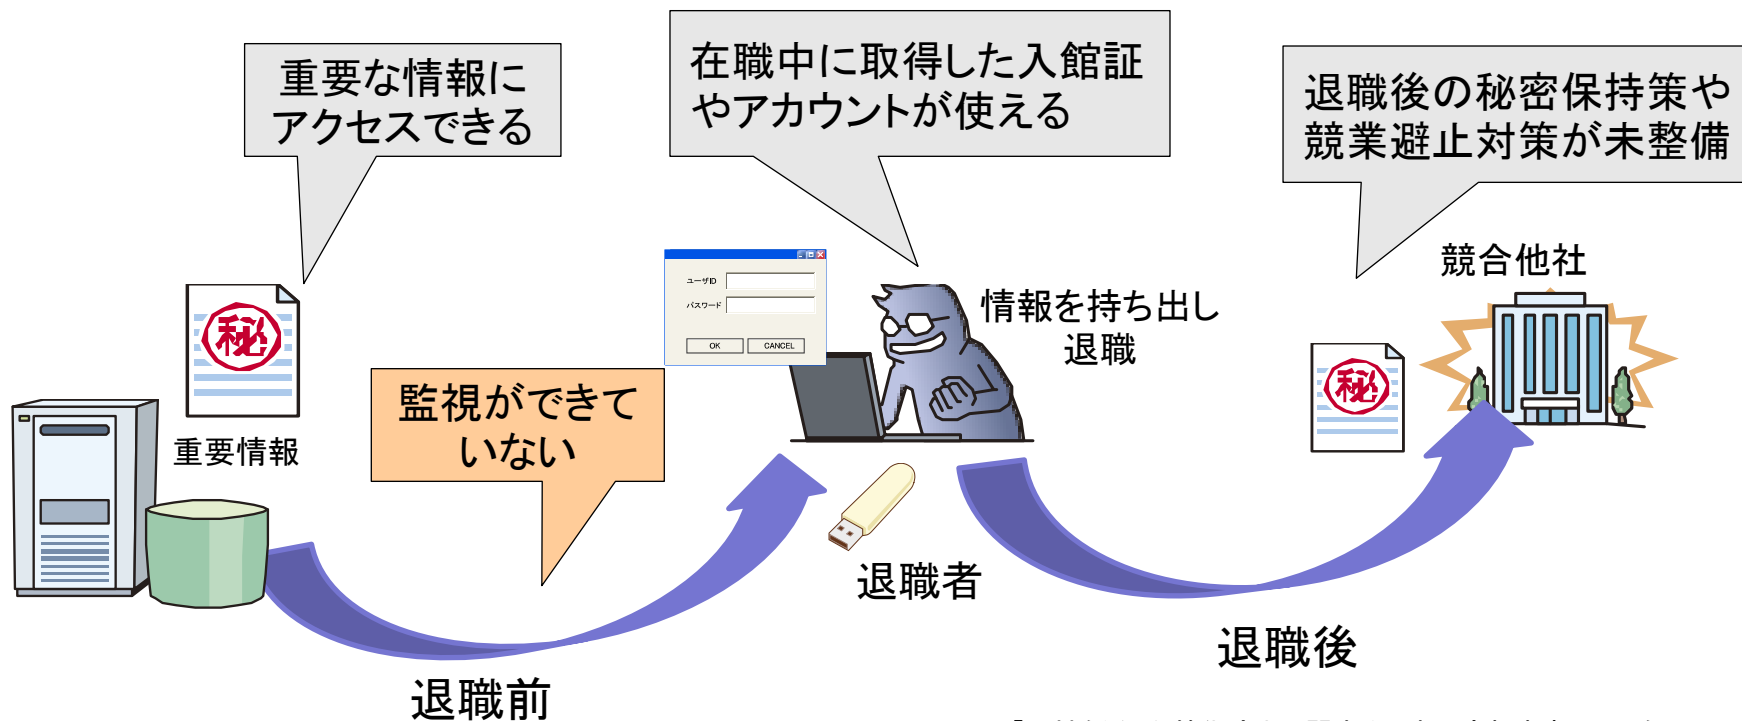 重要な情報に
アクセスできる
在職中に取得した入館証
やアカウントが使える
退職後の秘密保持策や
競業避止対策が未整備
競合他社
ユーザID
パスワード
OK
CANCEL
情報を持ち出し
退職
秘
秘
監視ができて
いない
重要情報
退職者
退職前
退職後